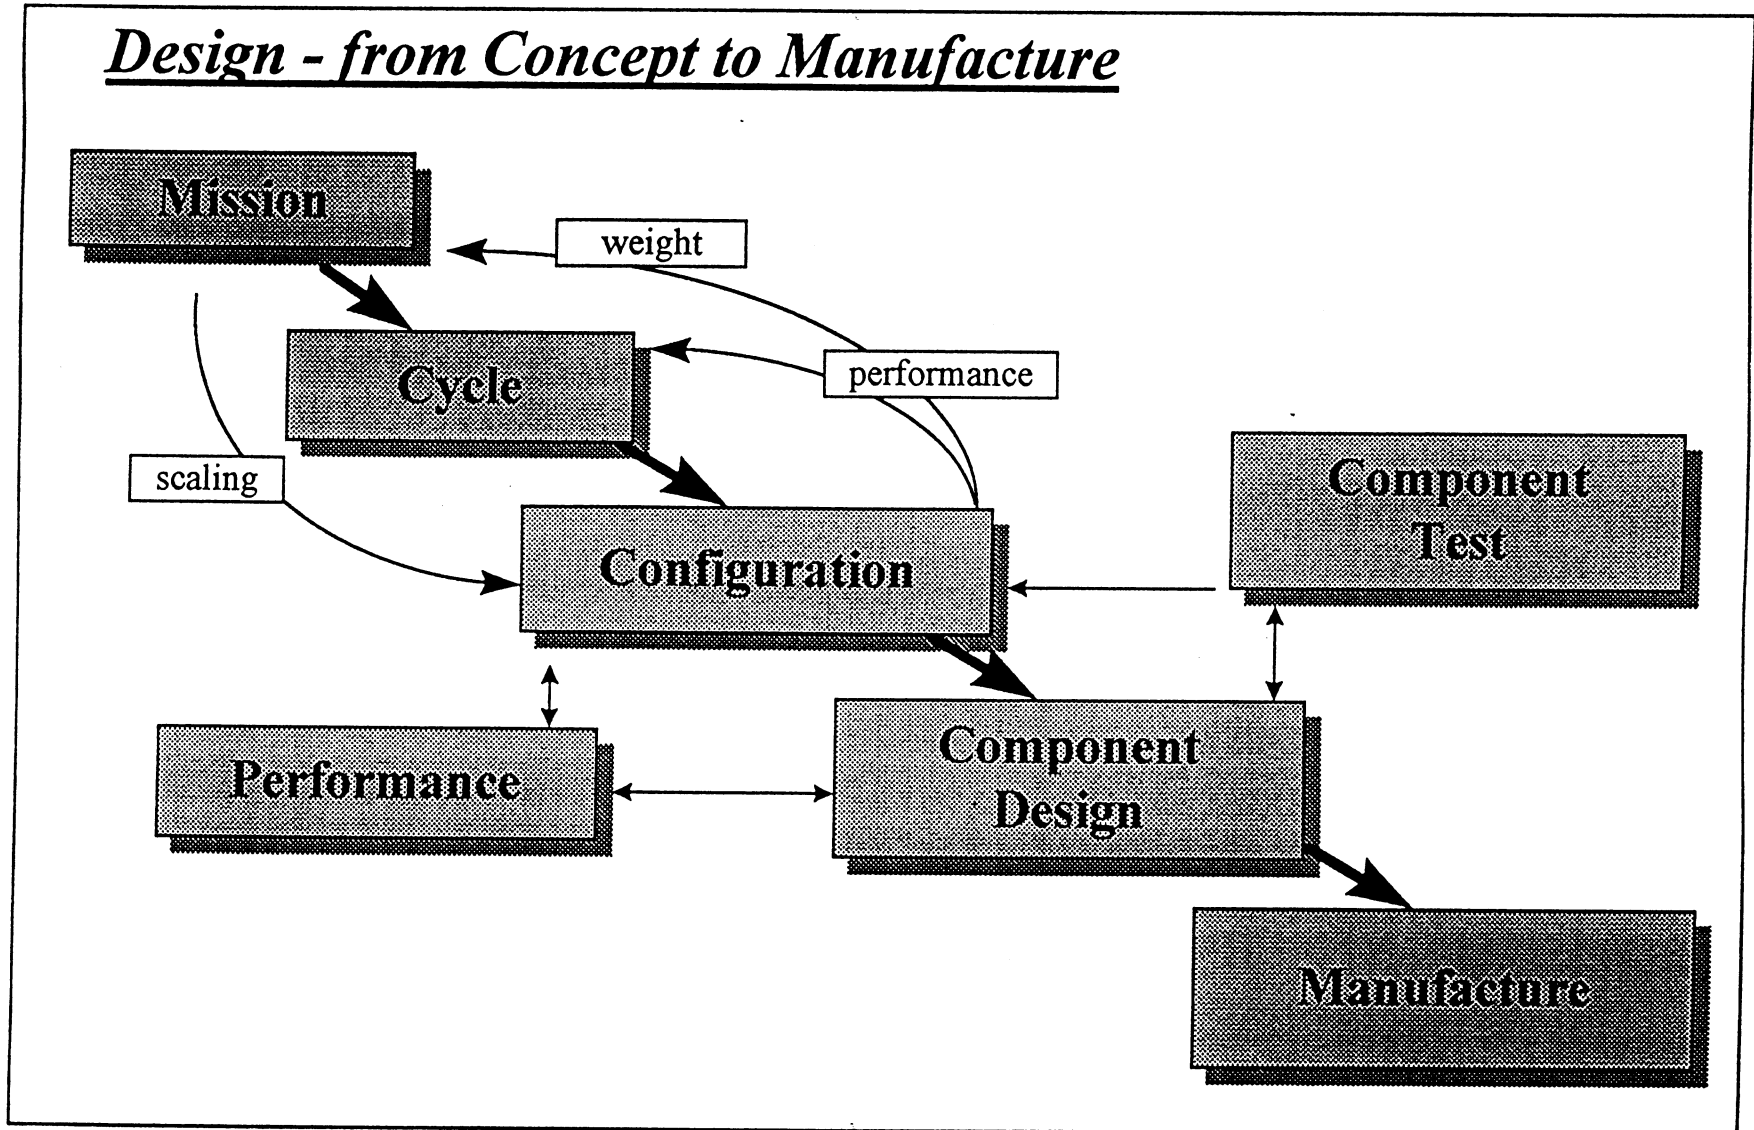 Design - from Concept to Manufacture
Mission
weight
Cycle
performance
scaling
Component
Test
Configuration
Performance
Component
Design
Manufacture